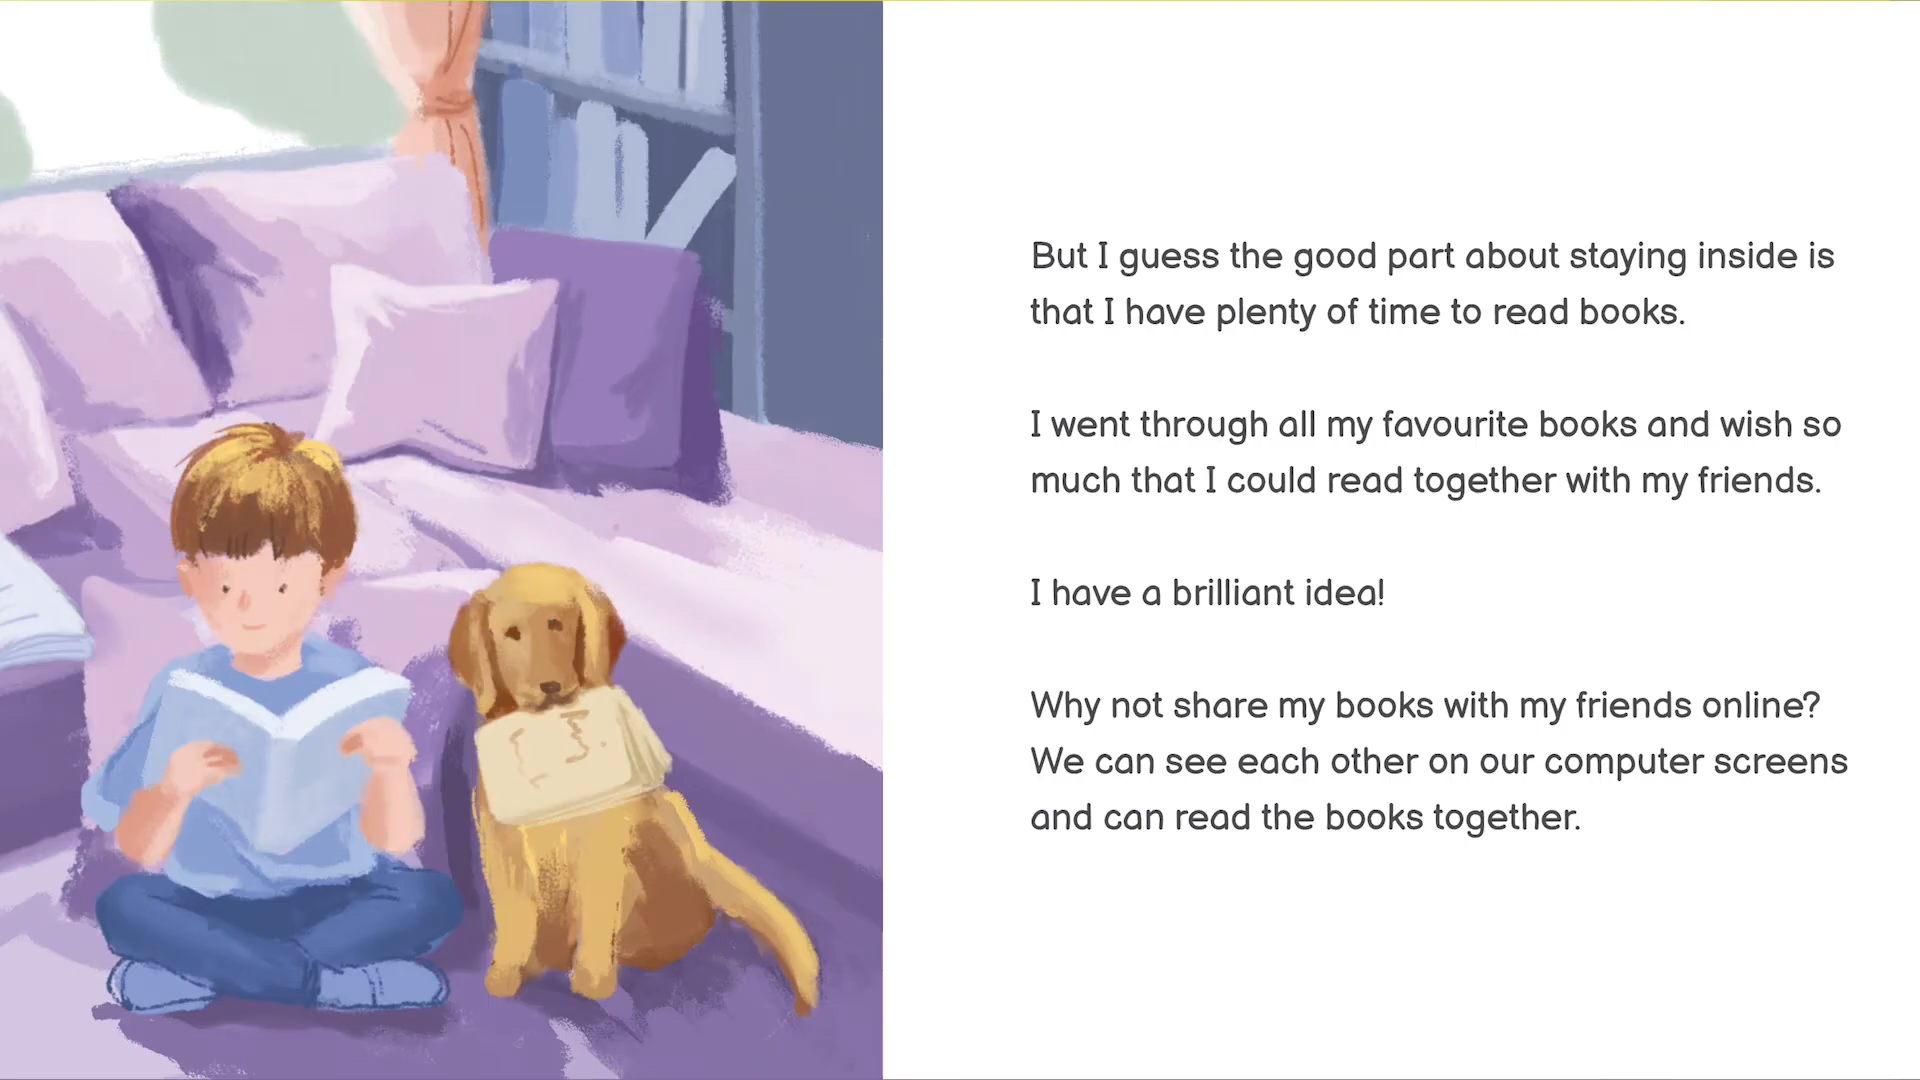 But I guess the good part about staying inside is
that I have plenty of time to read books.
I went through all my favourite books and wish so
much that I could read together with my friends.
I have a brilliant idea!
Why not share my books with my friends online?
We can see each other on our computer screens
and can read the books together.